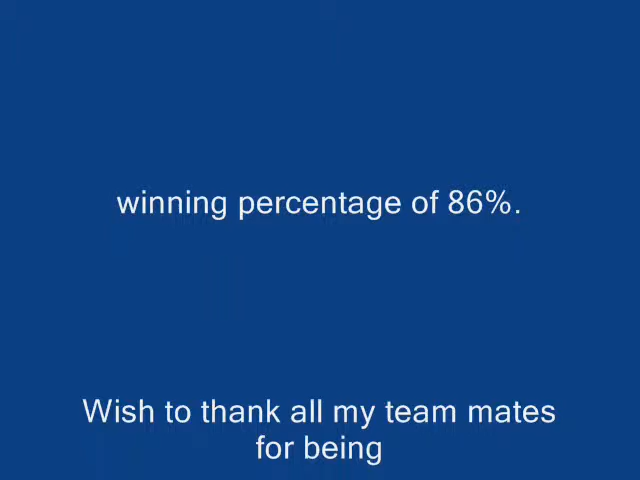 winning percentage of 86%.
Wish to thank all my team mates
for being